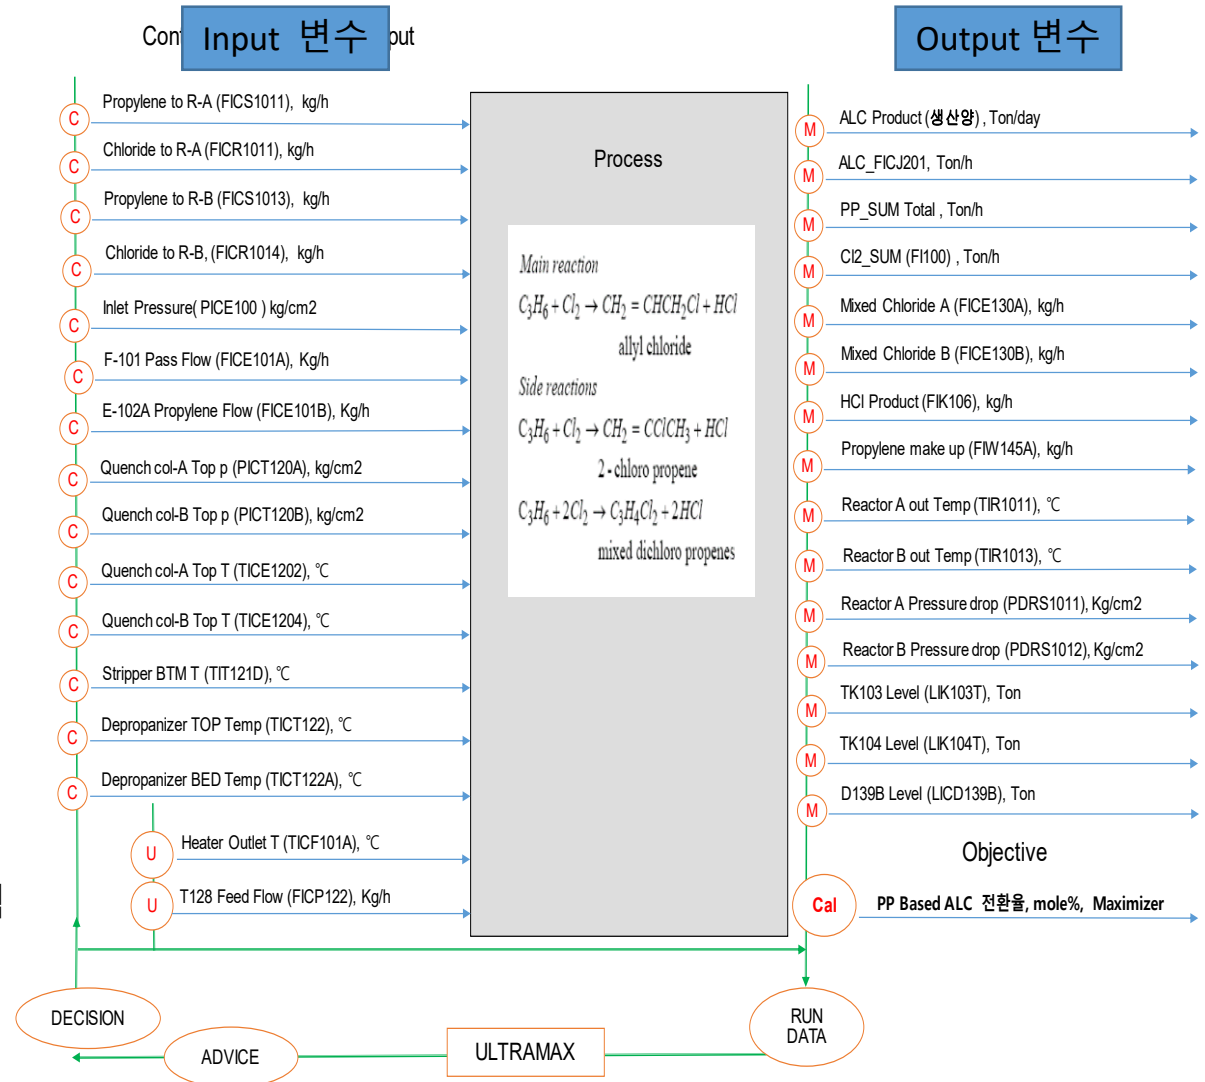 Cont
put
Input 변수
Output 변수
C
Propylene to R-A (FICS1011), kg/h
C
Chloride to R-A (FICR1011), kg/h
C
Propylene to R-B (FICS1013), kg/h
C
Chloride to R-B, (FICR1014), kg/h
C
Inlet Pressure( PICE100 ) kg/cm2
C
F-101 Pass Flow (FICE101A), Kg/h
C
E-102A Propylene Flow (FICE101B), Kg/h
C
Quench col-A Top p (PICT120A), kg/cm2
C
Quench col-B Top p (PICT120B), kg/cm2
C
Quench col-A Top T (TICE1202), ℃
C
Quench col-B Top T (TICE1204), ℃
C
Stripper BTM T (TIT121D), ℃
C
Depropanizer TOP Temp (TICT122), ℃
C
Depropanizer BED Temp (TICT122A), ℃
U
Heater Outlet T (TICF101A), ℃
U
T128 Feed Flow (FICP122), Kg/h
Process
Main reaction
C₃H₆ + Cl₂ → CH₂ = CHCH₂Cl + HCl
allyl chloride
Side reactions
C₃H₆ + Cl₂ → CH₂ = CClCH₃ + HCl
2 - chloro propene
C₃H₆ + 2Cl₂ → C₃H₄Cl₂ + 2HCl
mixed dichloro propenes
M
ALC Product (생산양) , Ton/day
M
ALC_FICJ201, Ton/h
M
PP_SUM Total , Ton/h
M
Cl2_SUM (FI100) , Ton/h
M
Mixed Chloride A (FICE130A), kg/h
M
Mixed Chloride B (FICE130B), kg/h
M
HCl Product (FIK106), kg/h
M
Propylene make up (FIW145A), kg/h
M
Reactor A out Temp (TIR1011), ℃
M
Reactor B out Temp (TIR1013), ℃
M
Reactor A Pressure drop (PDRS1011), Kg/cm2
M
Reactor B Pressure drop (PDRS1012), Kg/cm2
M
TK103 Level (LIK103T), Ton
M
TK104 Level (LIK104T), Ton
M
D139B Level (LICD139B), Ton
Objective
Cal
PP Based ALC 전환율, mole%, Maximizer
DECISION
ADVICE
ULTRAMAX
RUN
DATA